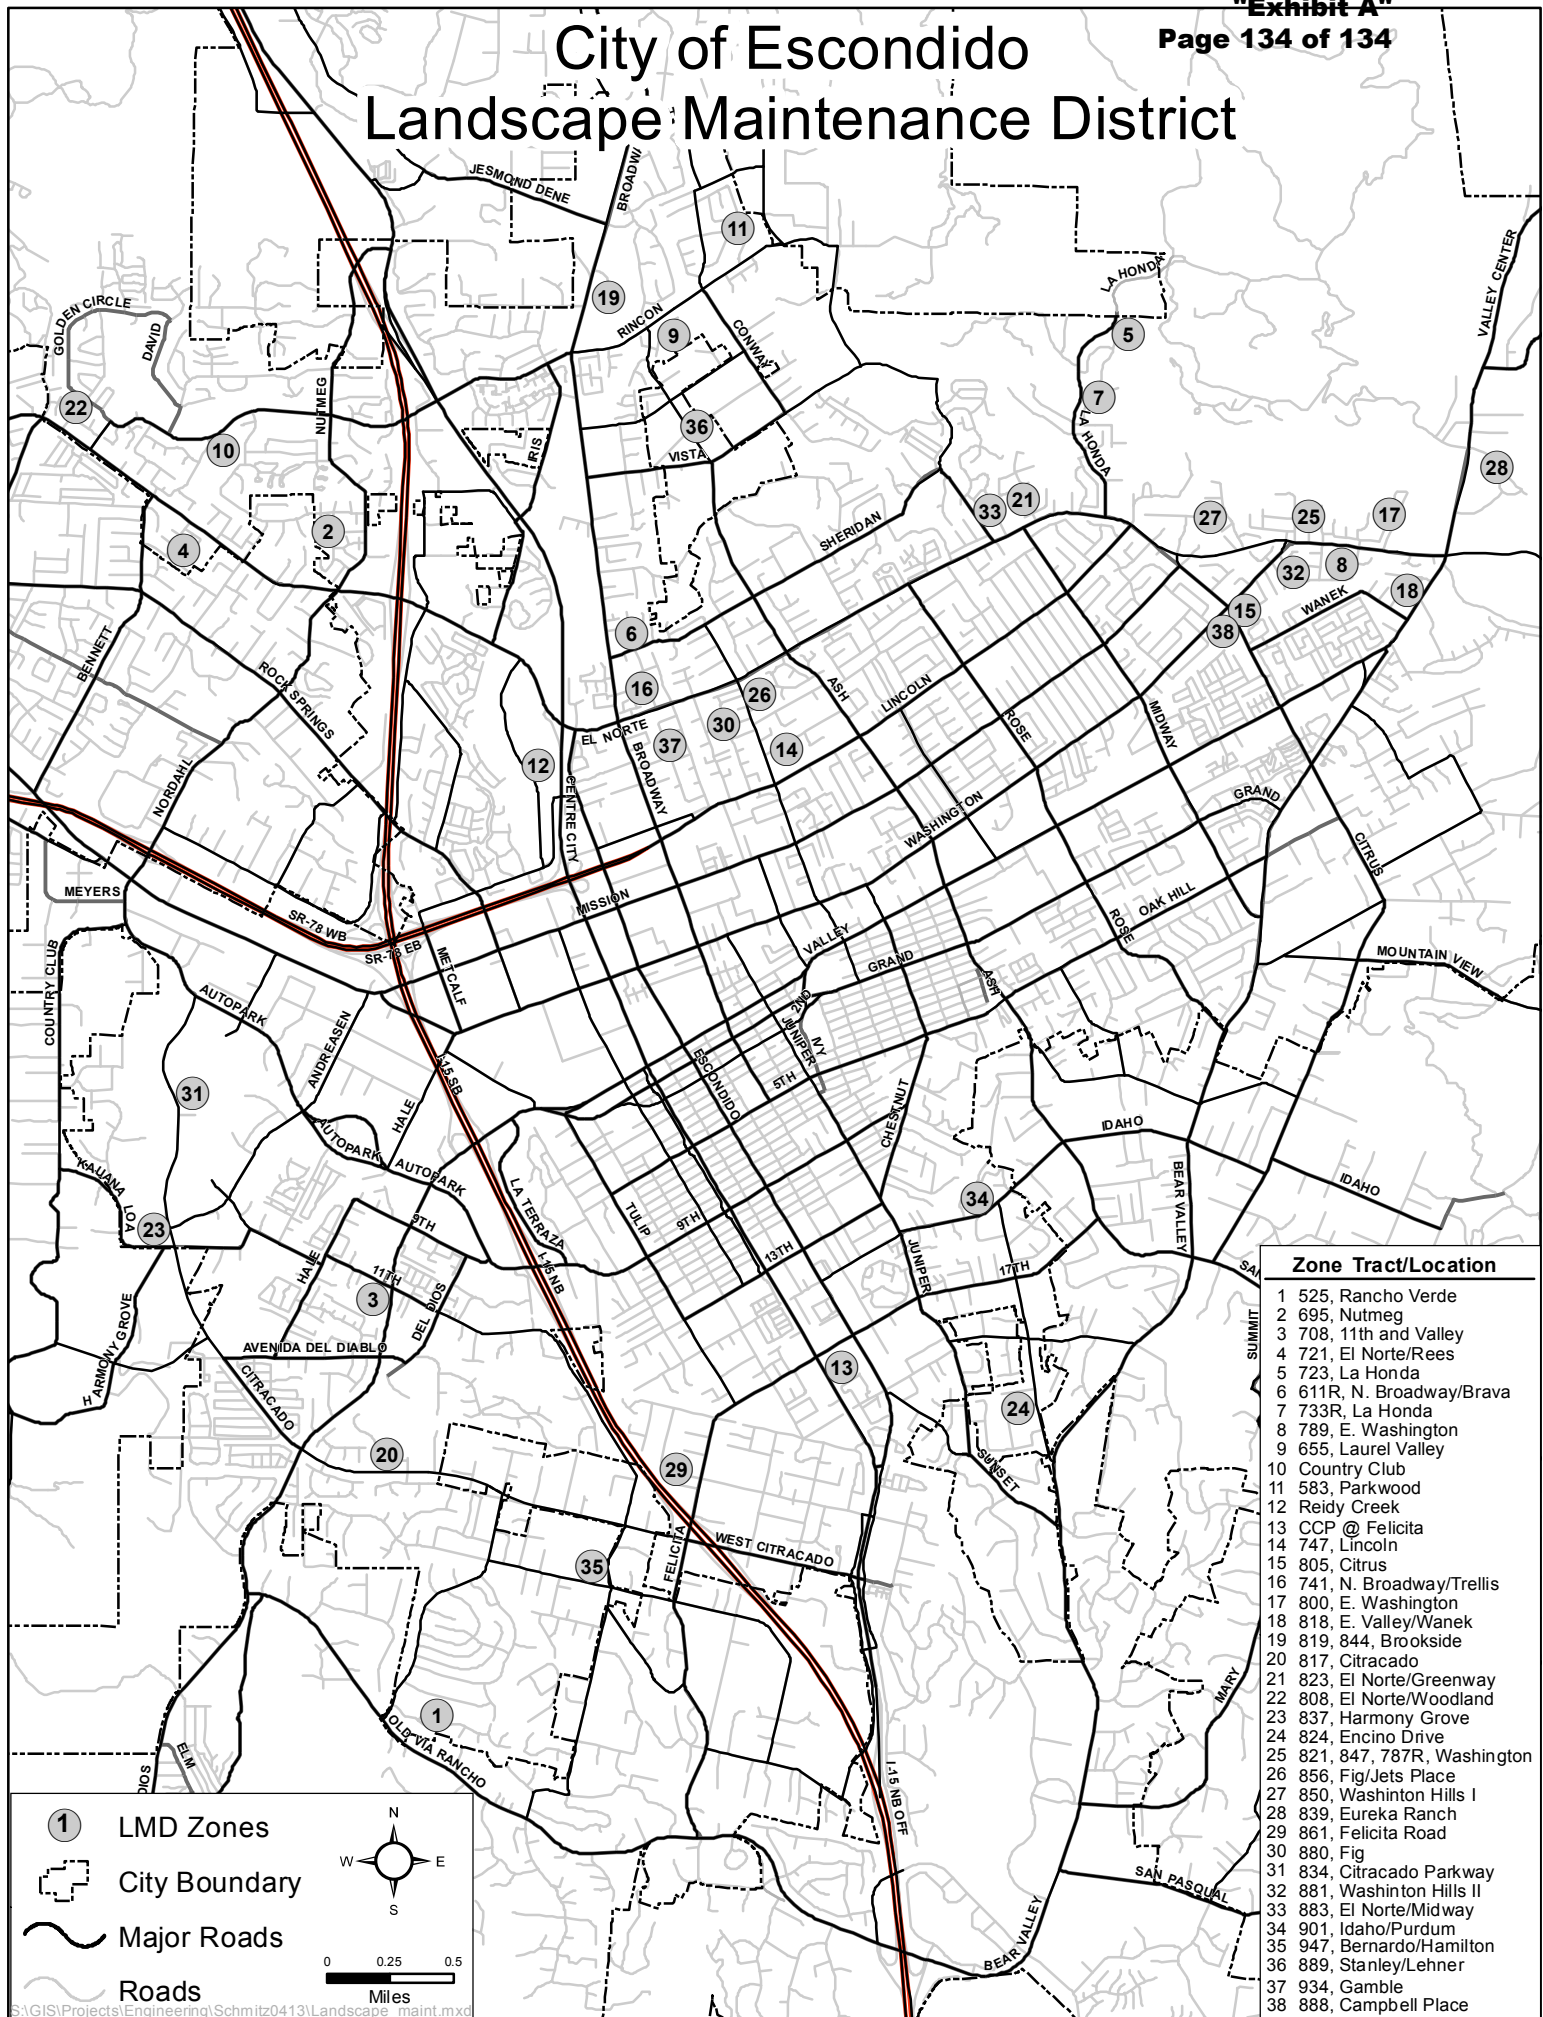 "Exhibit A"
Page 134 of 134
City of Escondido
Landscape Maintenance District
JESMOND DENE
BROADWA
11
VALLEY CENTER
LA HONDA
GOLDEN CIRCLE
DAVID
19
RINCON
9
CONWAY
5
22
NUTMEG
7
10
36
IRIS
VISTA
LA HONDA
28
2
4
SHERIDAN
33
21
27
25
17
32
8
18
15
WANEK
38
6
BENNETT
ROCK SPRINGS
16
26
ASH
LINCOLN
ROSE
MIDWAY
EL NORTE
30
37
14
BROADWAY
12
NORDAHL
CENTRE CITY
WASHINGTON
GRAND
CITRUS
MEYERS
SR-78 WB
SR-78 EB
MISSION
OAK HILL
ROSE
METCALF
VALLEY
GRAND
MOUNTAIN VIEW
COUNTRY CLUB
AUTOPARK
ASH
2ND
ANDREASEN
JUNIPER
IVY
I-15 SB
ESCONDIDO
5TH
31
HALE
CHESTNUT
AUTOPARK
AUTOPARK
IDAHO
KAUANA LOA
BEAR VALLEY
IDAHO
23
LA TERRAZA
TULIP
9TH
34
9TH
13TH
JUNIPER
I-15 NB
HALE
11TH
17TH
SAN
3
DEL DIOS
HARMONY GROVE
AVENIDA DEL DIABLO
SUMMIT
13
CITRACADO
24
20
29
SUNSET
WEST CITRACADO
35
FELICITA
MARY
1
OLD VIA RANCHO
ELM
DIOS
I-15 NB OFF
SAN PASQUAL
BEAR VALLEY
Zone Tract/Location
1 525, Rancho Verde
2 695, Nutmeg
3 708, 11th and Valley
4 721, El Norte/Rees
5 723, La Honda
6 611R, N. Broadway/Brava
7 733R, La Honda
8 789, E. Washington
9 655, Laurel Valley
10 Country Club
11 583, Parkwood
12 Reidy Creek
13 CCP @ Felicita
14 747, Lincoln
15 805, Citrus
16 741, N. Broadway/Trellis
17 800, E. Washington
18 818, E. Valley/Wanek
19 819, 844, Brookside
20 817, Citracado
21 823, El Norte/Greenway
22 808, El Norte/Woodland
23 837, Harmony Grove
24 824, Encino Drive
25 821, 847, 787R, Washington
26 856, Fig/Jets Place
27 850, Washinton Hills I
28 839, Eureka Ranch
29 861, Felicita Road
30 880, Fig
31 834, Citracado Parkway
32 881, Washinton Hills II
33 883, El Norte/Midway
34 901, Idaho/Purdum
35 947, Bernardo/Hamilton
36 889, Stanley/Lehner
37 934, Gamble
38 888, Campbell Place
1 LMD Zones
City Boundary
Major Roads
Roads
N
W E
S
0 0.25 0.5
Miles
S:\GIS\Projects\Engineering\Schmitz0413\Landscape_maint.mxd